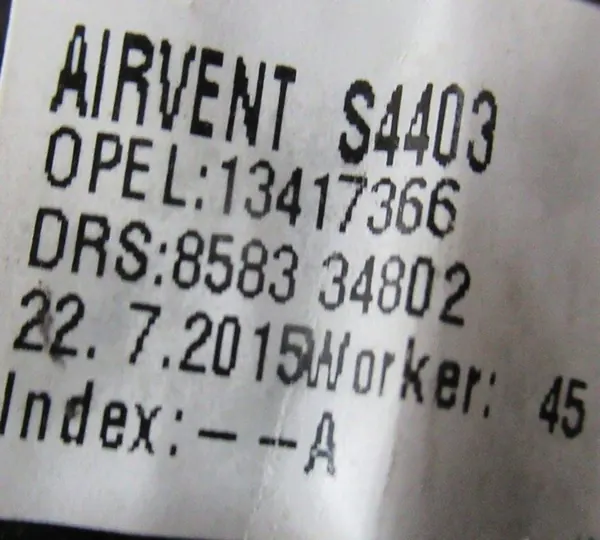 AIRVENT S4403
OPEL:13417366
DRS:8583 34802
22. 7.2015Worker: 45
Index:---A